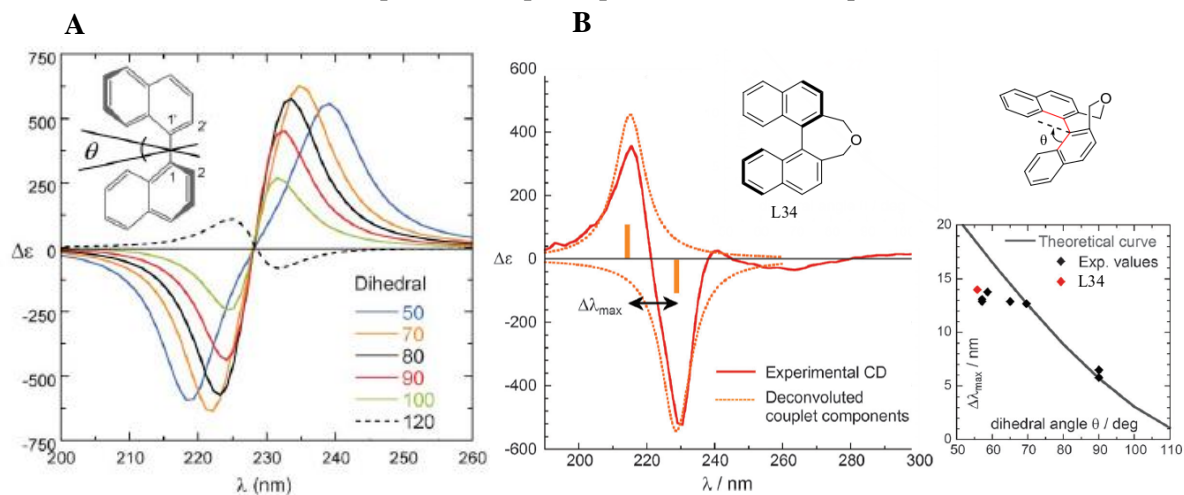 A
750
500
250
0
-250
-500
-750
Δε
θ
1'
2'
1
2
Dihedral
50
70
80
90
100
120
200
210
220
230
240
250
260
λ (nm)
B
600
400
200
0
-200
-400
-600
Δε
O
L34
Δλmax
Experimental CD
Deconvoluted
couplet components
200
220
240
260
280
300
λ / nm
O
θ
20
15
10
5
0
Δλmax / nm
Theoretical curve
Exp. values
L34
dihedral angle θ / deg
50
60
70
80
90
100
110